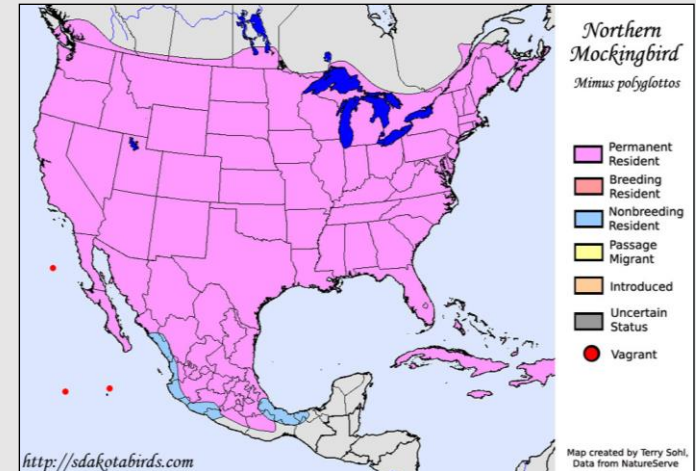 Northern
Mockingbird
Mimus polyglottos
Permanent
Resident
Breeding
Resident
Nonbreeding
Resident
Passage
Migrant
Introduced
Uncertain
Status
Vagrant
http://sdakotabirds.com
Map created by Terry Sohl,
Data from NatureServe